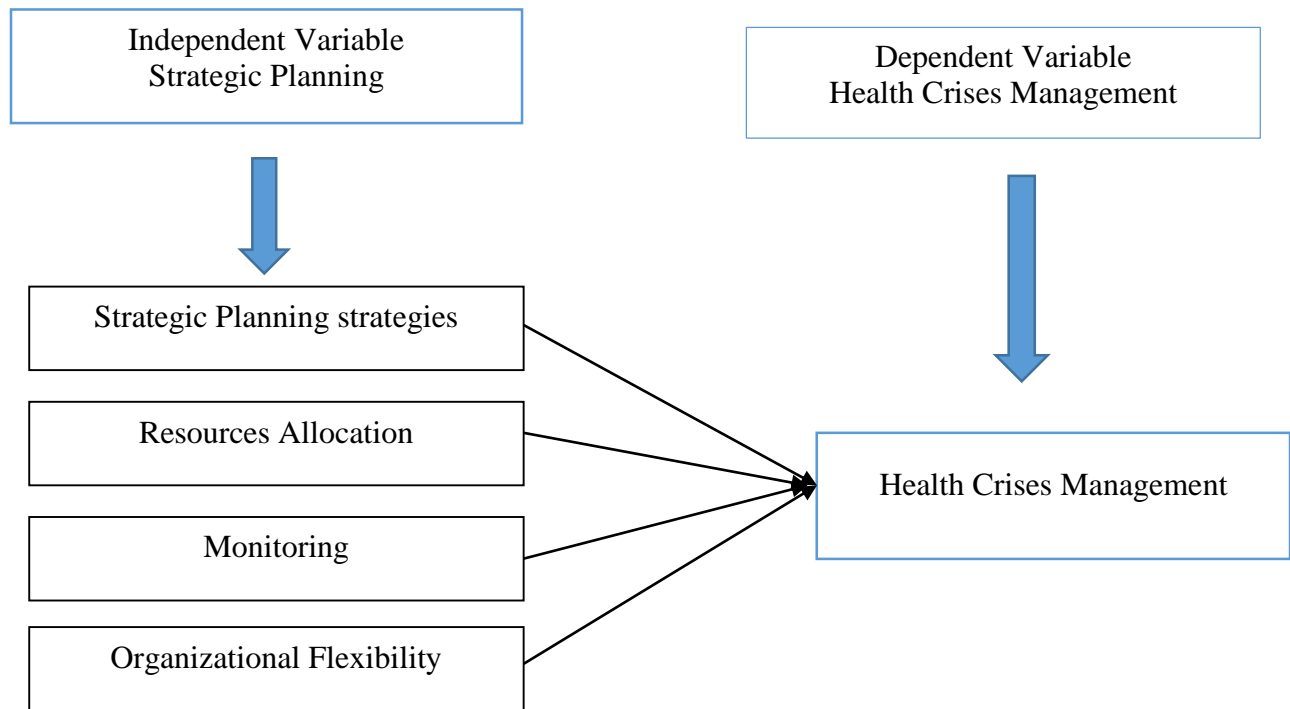 Independent Variable
Strategic Planning
Dependent Variable
Health Crises Management
Strategic Planning strategies
Resources Allocation
Monitoring
Organizational Flexibility
Health Crises Management